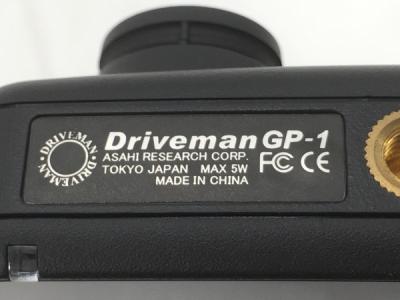 DRIVEMAN · DRIVEMAN ·
Driveman GP-1
ASAHI RESEARCH CORP.
TOKYO JAPAN MAX 5W FC CE
MADE IN CHINA